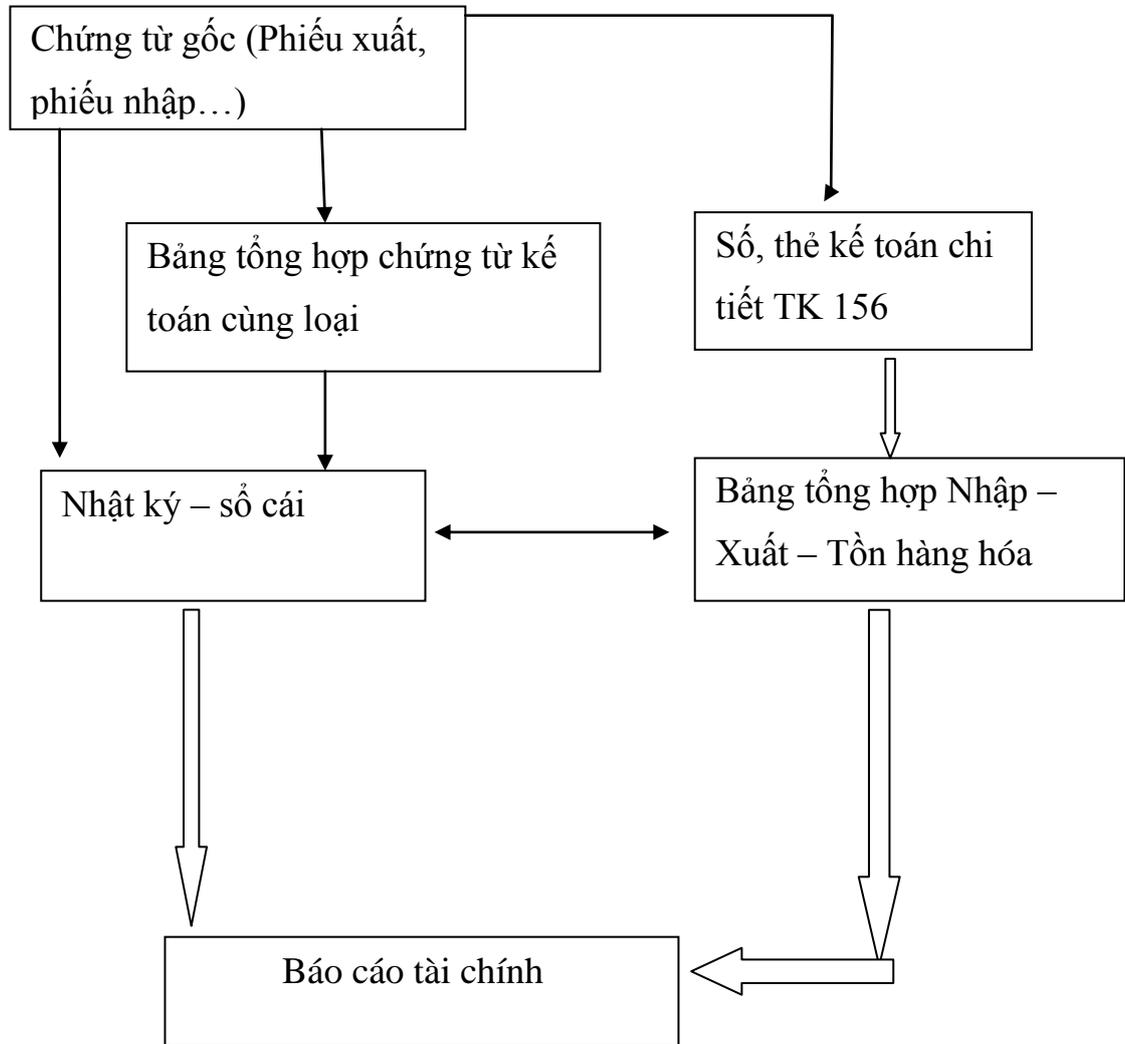 Chứng từ gốc (Phiếu xuất,
phiếu nhập…)
Bảng tổng hợp chứng từ kế
toán cùng loại
Số, thẻ kế toán chi
tiết TK 156
Nhật ký – sổ cái
Bảng tổng hợp Nhập –
Xuất – Tồn hàng hóa
Báo cáo tài chính